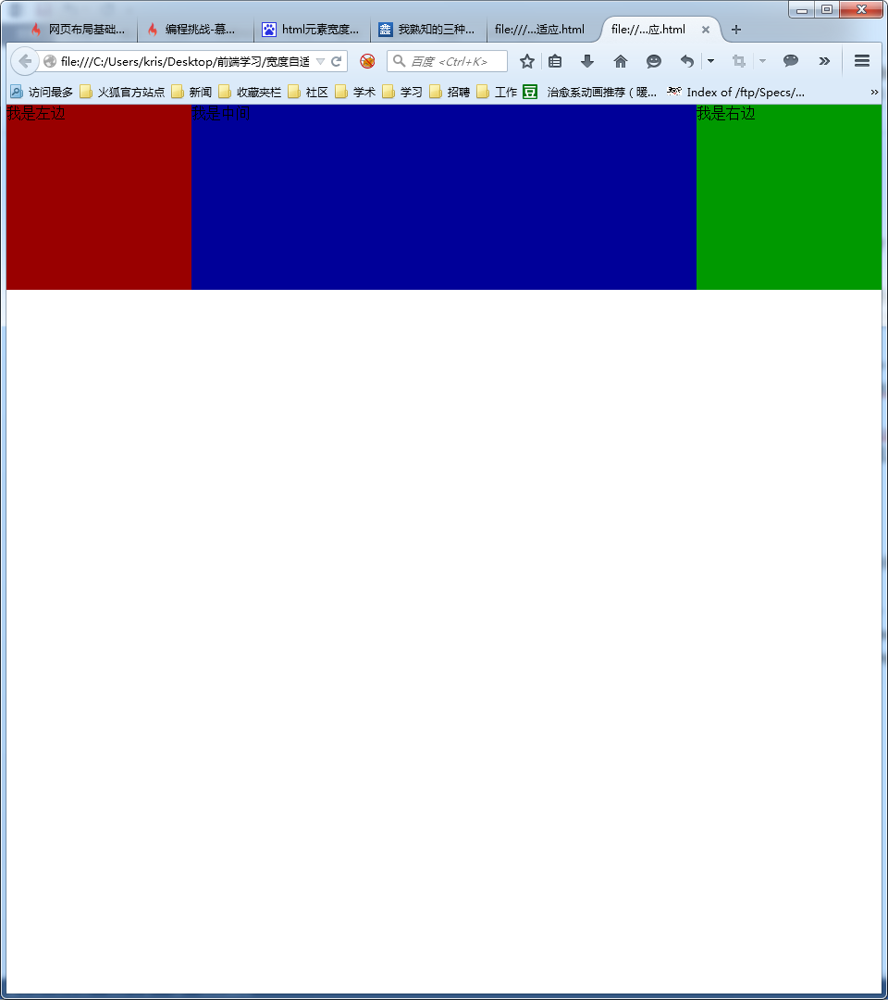 网页布局基础...
编程挑战-慕...
html元素宽度...
我熟知的三种...
file:///...适应.html
file://...应.html
file:///C:/Users/kris/Desktop/前端学习/宽度自适
百度 <Ctrl+K>
访问最多 火狐官方站点 新闻 收藏夹栏 社区 学术 学习 招聘 工作 豆 治愈系动画推荐（暖... Index of /ftp/Specs/...
我是左边
我是中间
我是右边